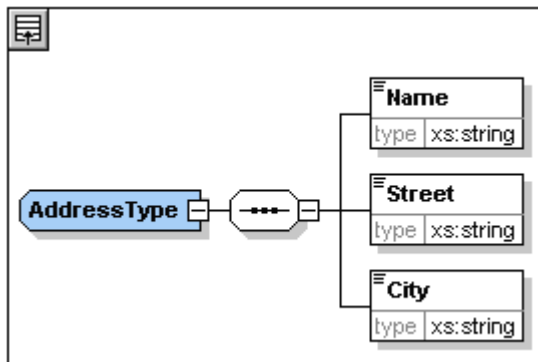 Name
type xs:string
AddressType
Street
type xs:string
City
type xs:string